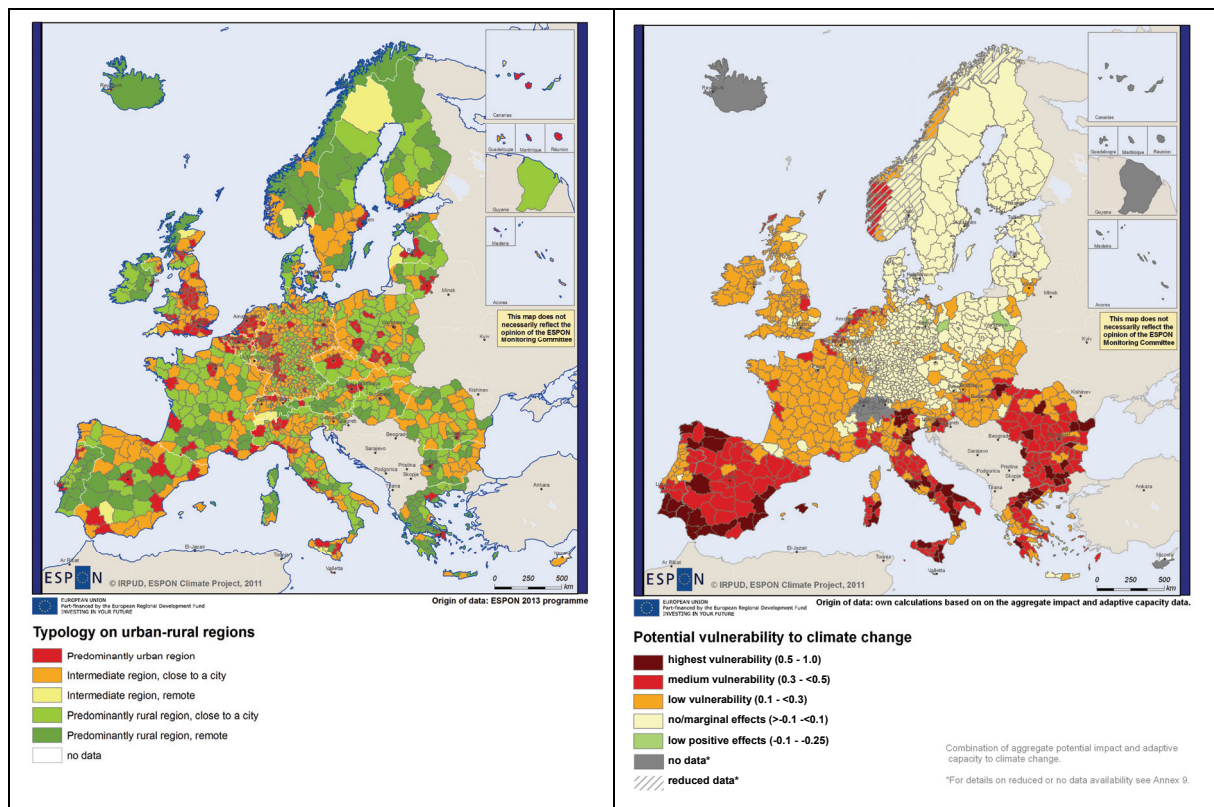 Reykjavik
Canarias
Guadeloupe
Martinique
Réunion
Guyane
Madeira
Acores
Minsk
This map does not
necessarily reflect the
opinion of the ESPON
Monitoring Committee
Kyiv
Kishinev
Beograd
Sarajevo
Pristina
Podgorica
Skopje
Tirana
Ankara
El-Jazair
Tounis
Ar Ribat
Valletta
ESPON
© IRPUD, ESPON Climate Project, 2011
0 250 500
km
EUROPEAN UNION
Part-financed by the European Regional Development Fund
INVESTING IN YOUR FUTURE
Origin of data: ESPON 2013 programme
Typology on urban-rural regions
Predominantly urban region
Intermediate region, close to a city
Intermediate region, remote
Predominantly rural region, close to a city
Predominantly rural region, remote
no data
Reykjavik
Canarias
Guadeloupe
Martinique
Réunion
Guyane
Madeira
Acores
Minsk
This map does not
necessarily reflect the
opinion of the ESPON
Monitoring Committee
Kyiv
Kishinev
Beograd
Sarajevo
Pristina
Podgorica
Skopje
Tirana
Ankara
El-Jazair
Tounis
Ar Ribat
Valletta
ESPON
© IRPUD, ESPON Climate Project, 2011
0 250 500
km
EUROPEAN UNION
Part-financed by the European Regional Development Fund
INVESTING IN YOUR FUTURE
Origin of data: own calculations based on on the aggregate impact and adaptive capacity data.
Potential vulnerability to climate change
highest vulnerability (0.5 - 1.0)
medium vulnerability (0.3 - <0.5)
low vulnerability (0.1 - <0.3)
no/marginal effects (>-0.1 -<0.1)
low positive effects (-0.1 - -0.25)
no data*
reduced data*
Combination of aggregate potential impact and adaptive
capacity to climate change.
*For details on reduced or no data availability see Annex 9.